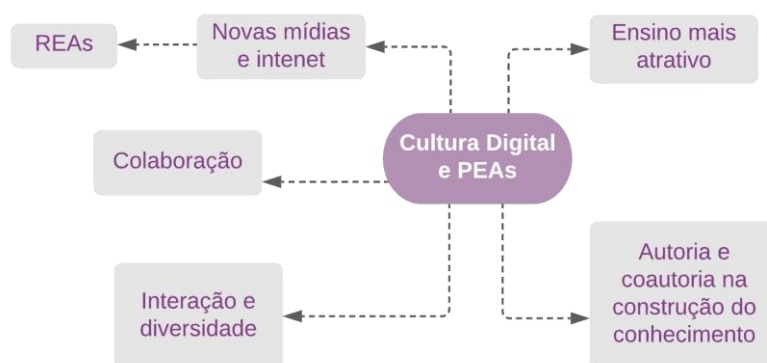 REAs
Novas mídias
e intenet
Ensino mais
atrativo
Cultura Digital
e PEAs
Colaboração
Interação e
diversidade
Autoria e
coautoria na
construção do
conhecimento